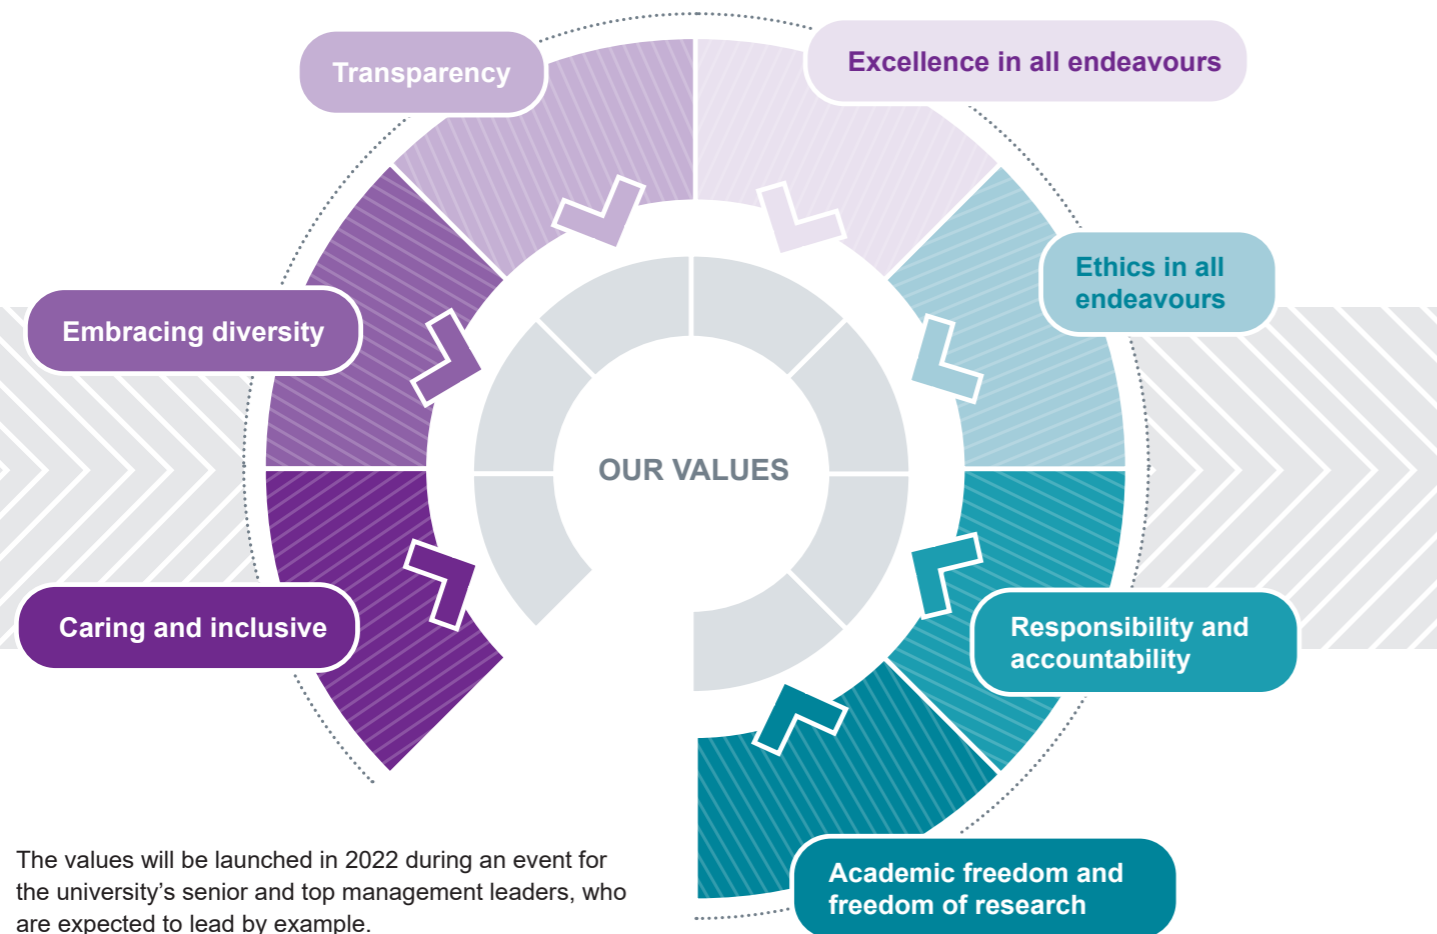 Transparency
Excellence in all endeavours
Ethics in all
endeavours
Embracing diversity
OUR VALUES
Caring and inclusive
Responsibility and
accountability
Academic freedom and
freedom of research
The values will be launched in 2022 during an event for
the university's senior and top management leaders, who
are expected to lead by example.